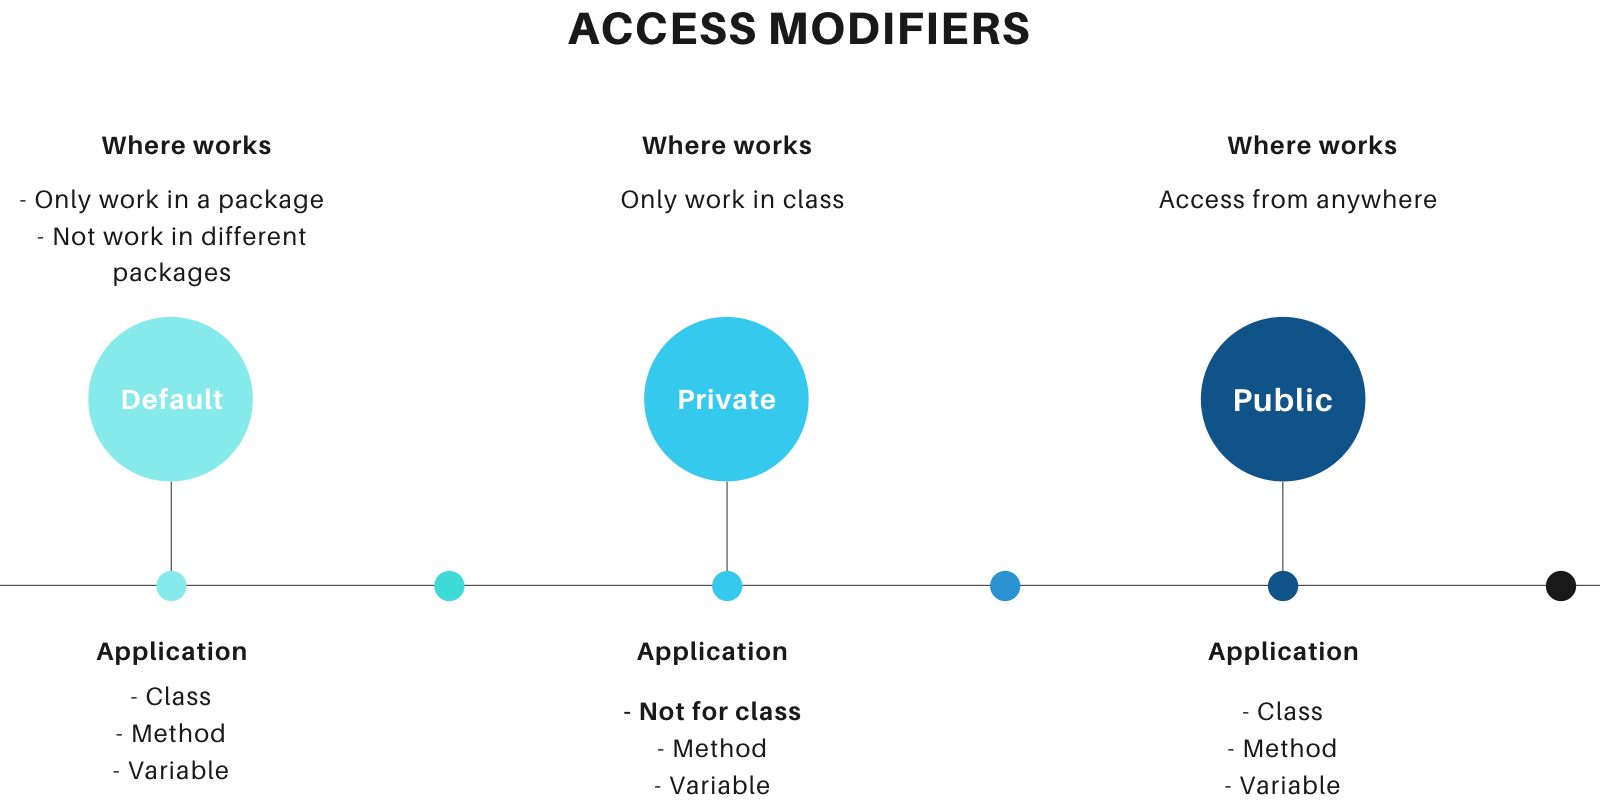 ACCESS MODIFIERS
Where works
- Only work in a package
- Not work in different
packages
Default
Application
- Class
- Method
- Variable
Where works
Only work in class
Private
Application
- Not for class
- Method
- Variable
Where works
Access from anywhere
Public
Application
- Class
- Method
- Variable